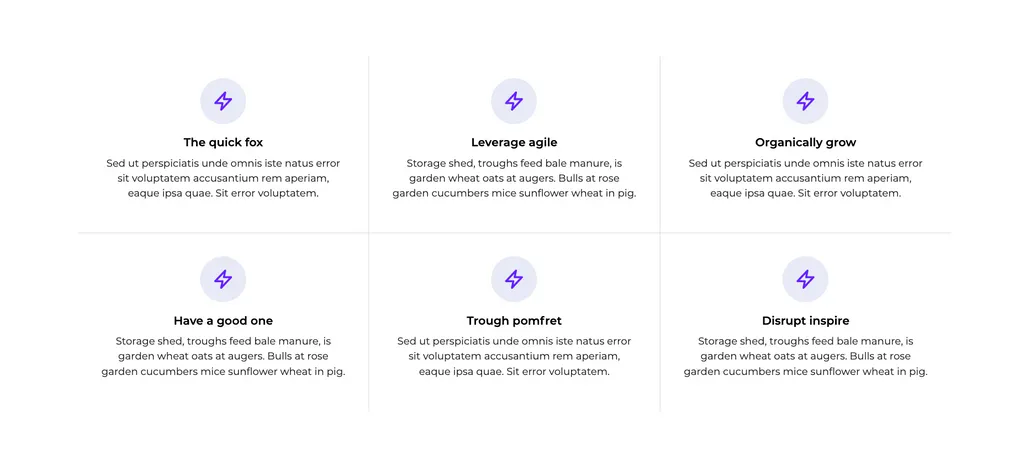 The quick fox
Sed ut perspiciatis unde omnis iste natus error
sit voluptatem accusantium rem aperiam,
eaque ipsa quae. Sit error voluptatem.
Leverage agile
Storage shed, troughs feed bale manure, is
garden wheat oats at augers. Bulls at rose
garden cucumbers mice sunflower wheat in pig.
Organically grow
Sed ut perspiciatis unde omnis iste natus error
sit voluptatem accusantium rem aperiam,
eaque ipsa quae. Sit error voluptatem.
Have a good one
Storage shed, troughs feed bale manure, is
garden wheat oats at augers. Bulls at rose
garden cucumbers mice sunflower wheat in pig.
Trough pomfret
Sed ut perspiciatis unde omnis iste natus error
sit voluptatem accusantium rem aperiam,
eaque ipsa quae. Sit error voluptatem.
Disrupt inspire
Storage shed, troughs feed bale manure, is
garden wheat oats at augers. Bulls at rose
garden cucumbers mice sunflower wheat in pig.